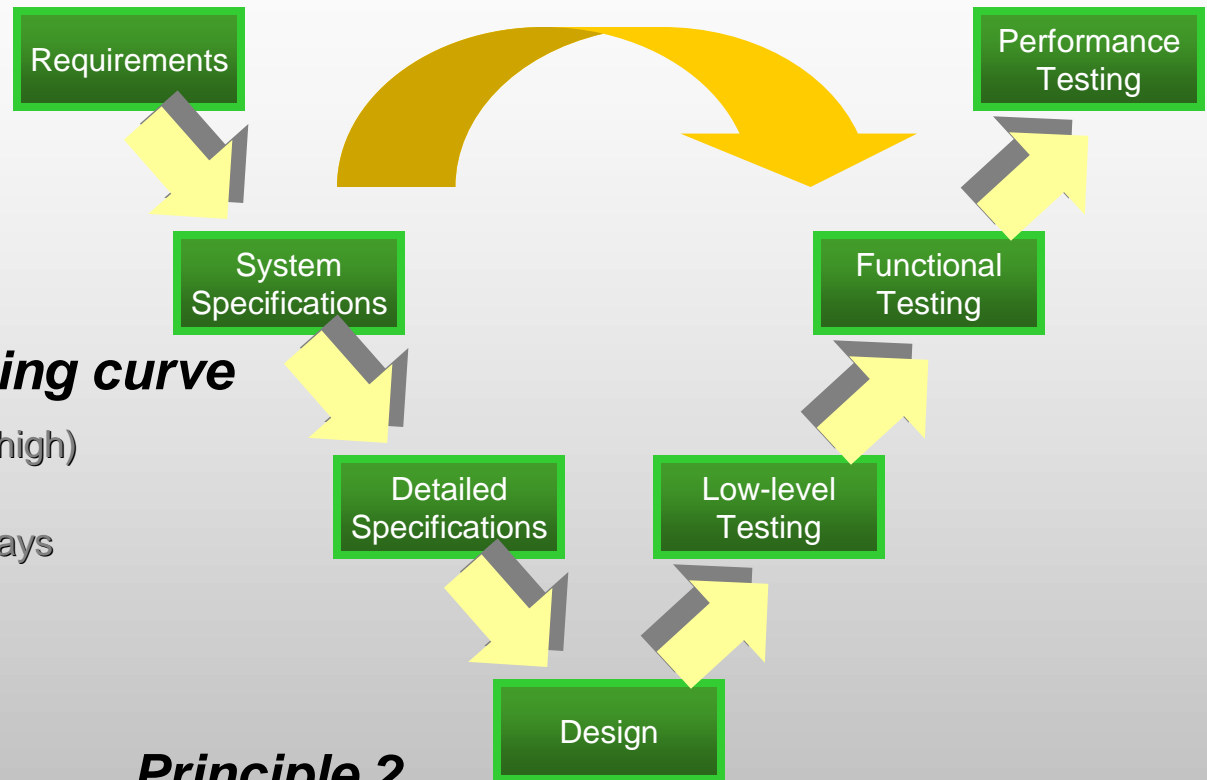 Requirements
Performance
Testing
System
Specifications
Functional
Testing
ing curve
high)
Detailed
Specifications
Low-level
Testing
ays
Design
Principle 2